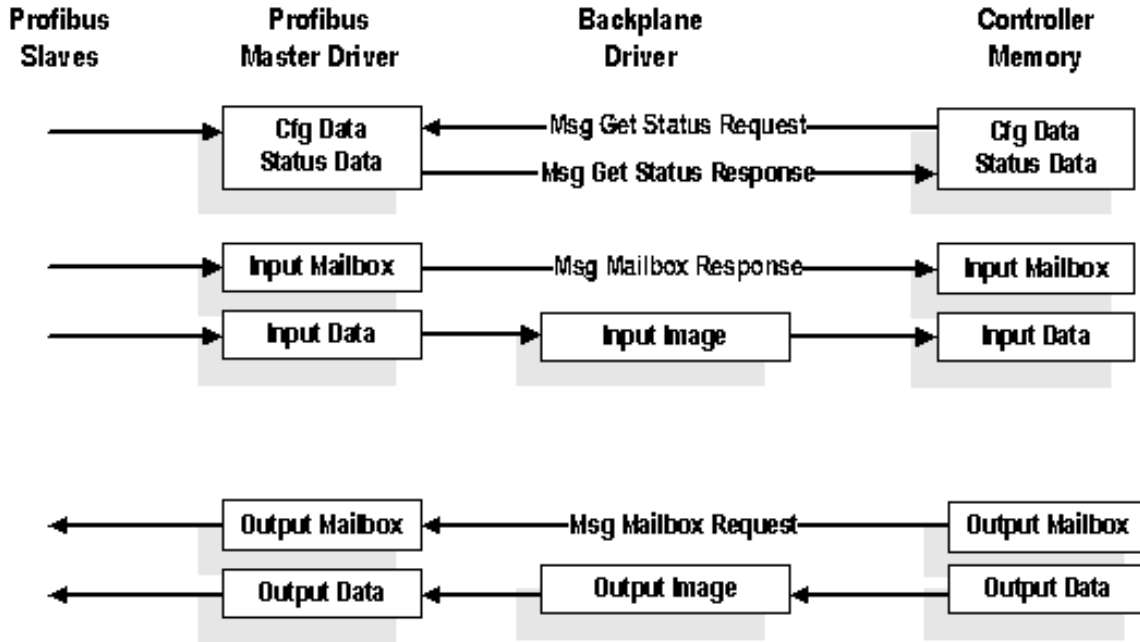 Profibus Slaves
Profibus Master Driver
Backplane Driver
Controller Memory
Cfg Data
Status Data
Msg Get Status Request
Msg Get Status Response
Cfg Data
Status Data
Input Mailbox
Msg Mailbox Response
Input Mailbox
Input Data
Input Image
Input Data
Output Mailbox
Msg Mailbox Request
Output Mailbox
Output Data
Output Image
Output Data